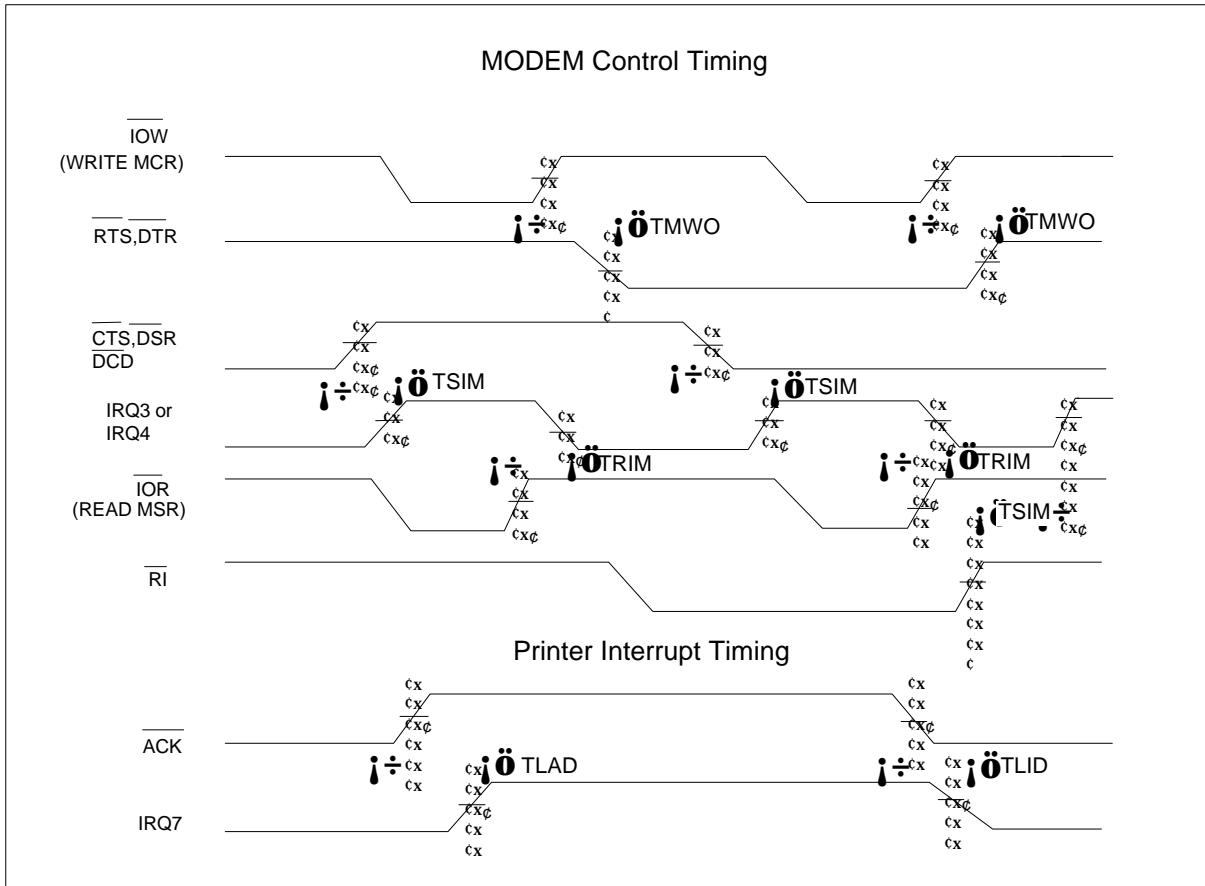 MODEM Control Timing
IOW
(WRITE MCR)
RTS,DTR
TMWO
TMWO
CTS,DSR
DCD
TSIM
TSIM
IRQ3 or
IRQ4
TRIM
TRIM
IOR
(READ MSR)
TSIM
RI
Printer Interrupt Timing
ACK
TLAD
TLID
IRQ7